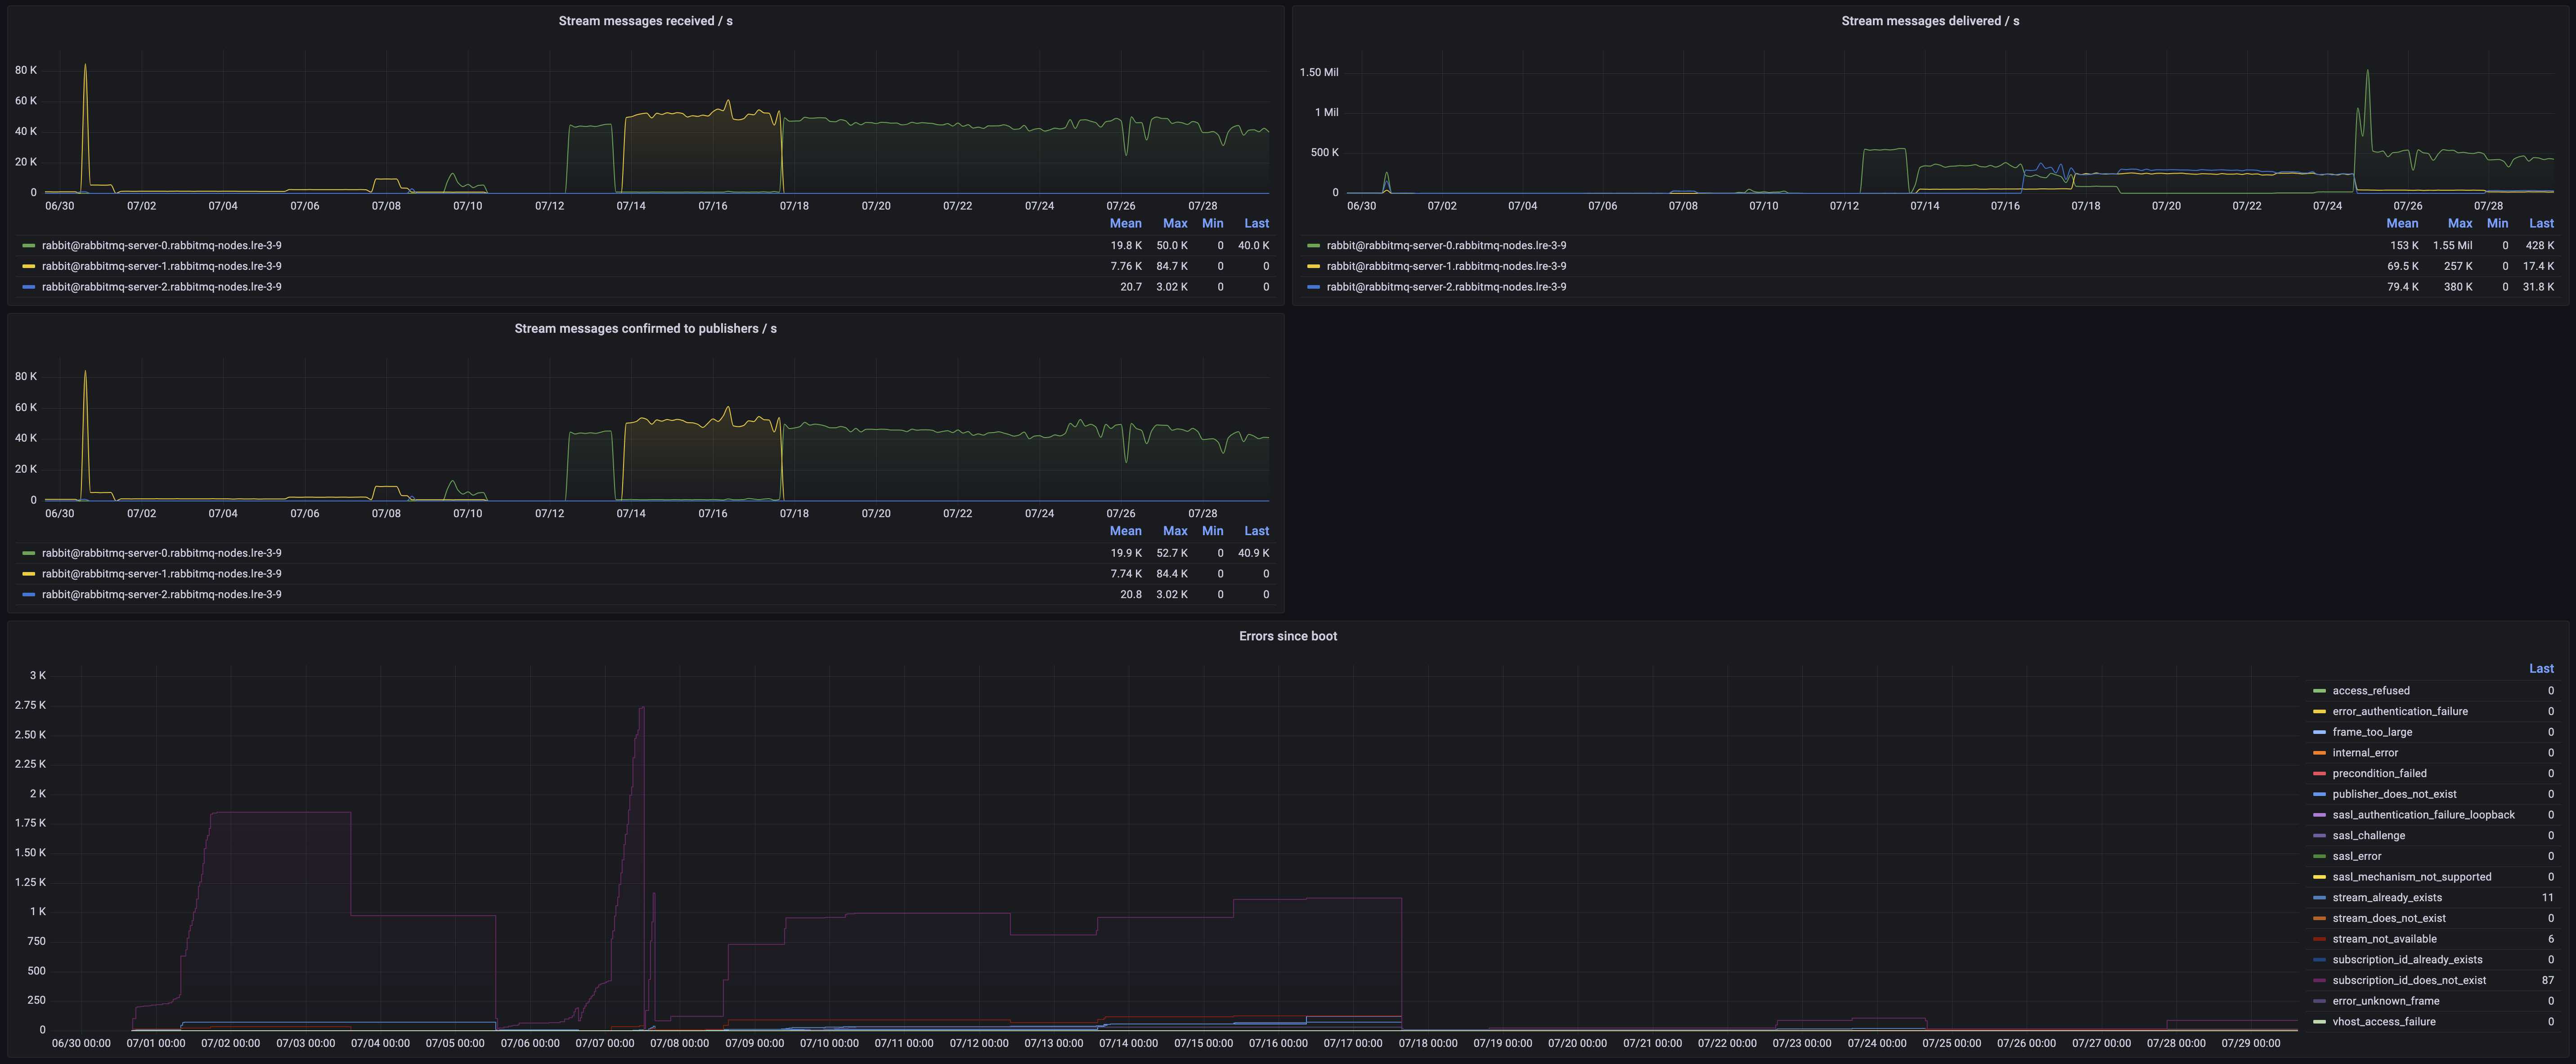 Stream messages received / s
80 K
60 K
40 K
20 K
0
06/30 07/02 07/04 07/06 07/08 07/10 07/12 07/14 07/16 07/18 07/20 07/22 07/24 07/26 07/28
Mean Max Min Last
rabbit@rabbitmq-server-0.rabbitmq-nodes.lre-3-9 19.8 K 50.0 K 0 40.0 K
rabbit@rabbitmq-server-1.rabbitmq-nodes.lre-3-9 7.76 K 84.7 K 0 0
rabbit@rabbitmq-server-2.rabbitmq-nodes.lre-3-9 20.7 3.02 K 0 0
Stream messages delivered / s
1.50 Mil
1 Mil
500 K
0
06/30 07/02 07/04 07/06 07/08 07/10 07/12 07/14 07/16 07/18 07/20 07/22 07/24 07/26 07/28
Mean Max Min Last
rabbit@rabbitmq-server-0.rabbitmq-nodes.lre-3-9 153 K 1.55 Mil 0 428 K
rabbit@rabbitmq-server-1.rabbitmq-nodes.lre-3-9 69.5 K 257 K 0 17.4 K
rabbit@rabbitmq-server-2.rabbitmq-nodes.lre-3-9 79.4 K 380 K 0 31.8 K
Stream messages confirmed to publishers / s
80 K
60 K
40 K
20 K
0
06/30 07/02 07/04 07/06 07/08 07/10 07/12 07/14 07/16 07/18 07/20 07/22 07/24 07/26 07/28
Mean Max Min Last
rabbit@rabbitmq-server-0.rabbitmq-nodes.lre-3-9 19.9 K 52.7 K 0 40.9 K
rabbit@rabbitmq-server-1.rabbitmq-nodes.lre-3-9 7.74 K 84.4 K 0 0
rabbit@rabbitmq-server-2.rabbitmq-nodes.lre-3-9 20.8 3.02 K 0 0
Errors since boot
3 K
2.75 K
2.50 K
2.25 K
2 K
1.75 K
1.50 K
1.25 K
1 K
750
500
250
0
06/30 00:00 07/01 00:00 07/02 00:00 07/03 00:00 07/04 00:00 07/05 00:00 07/06 00:00 07/07 00:00 07/08 00:00 07/09 00:00 07/10 00:00 07/11 00:00 07/12 00:00 07/13 00:00 07/14 00:00 07/15 00:00 07/16 00:00 07/17 00:00 07/18 00:00 07/19 00:00 07/20 00:00 07/21 00:00 07/22 00:00 07/23 00:00 07/24 00:00 07/25 00:00 07/26 00:00 07/27 00:00 07/28 00:00 07/29 00:00
Last
access_refused 0
error_authentication_failure 0
frame_too_large 0
internal_error 0
precondition_failed 0
publisher_does_not_exist 0
sasl_authentication_failure_loopback 0
sasl_challenge 0
sasl_error 0
sasl_mechanism_not_supported 0
stream_already_exists 11
stream_does_not_exist 0
stream_not_available 6
subscription_id_already_exists 0
subscription_id_does_not_exist 87
error_unknown_frame 0
vhost_access_failure 0